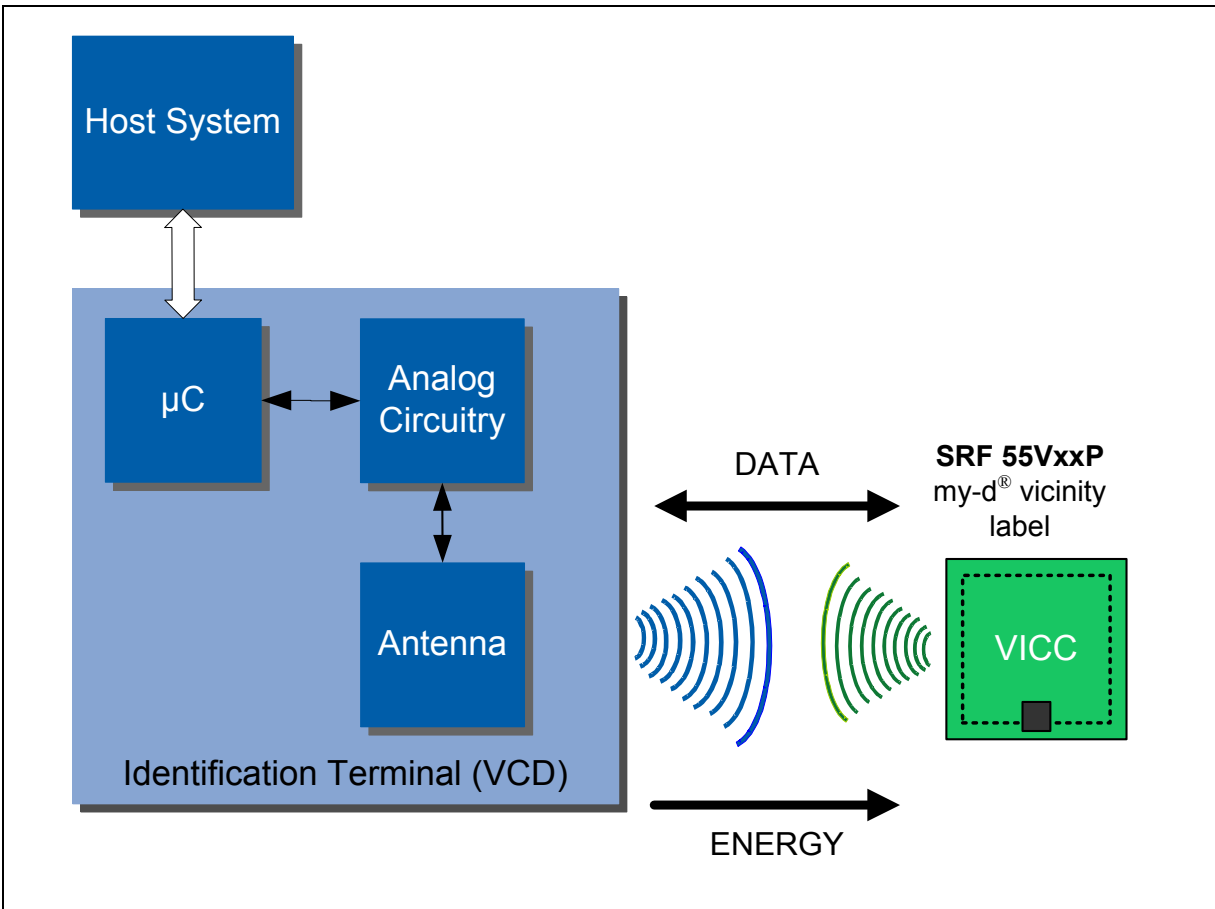 Host System
µC
Analog
Circuitry
Antenna
Identification Terminal (VCD)
DATA
ENERGY
SRF 55VxxP
my-d® vicinity
label
VICC